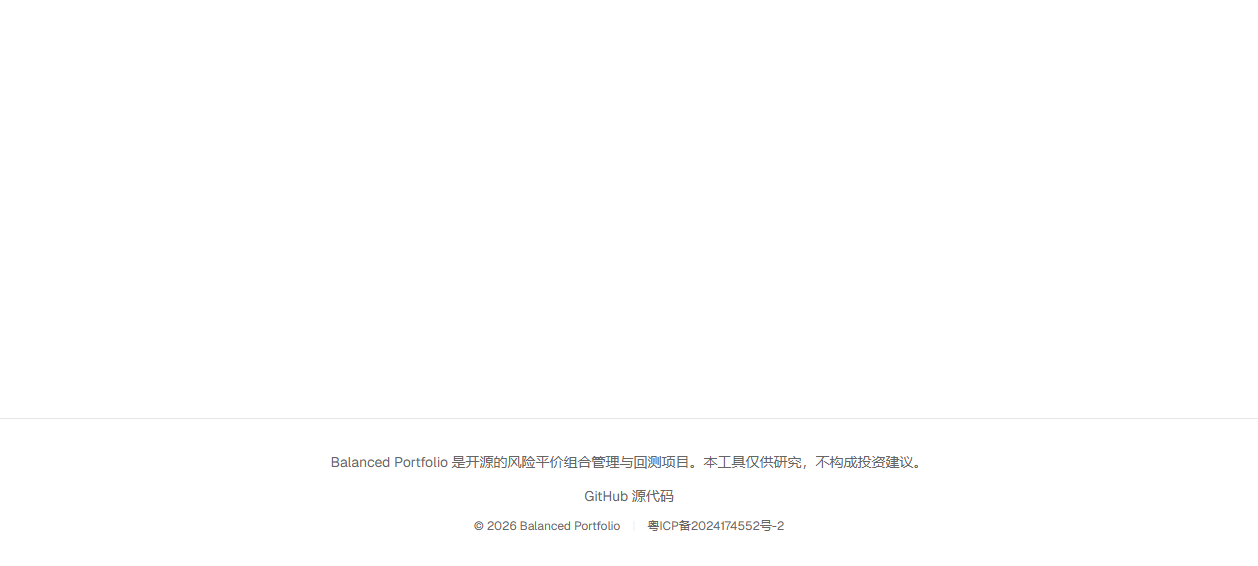 Balanced Portfolio 是开源的风险平价组合管理与回测项目。本工具仅供研究，不构成投资建议。
GitHub 源代码
© 2026 Balanced Portfolio | 粤ICP备2024174552号-2